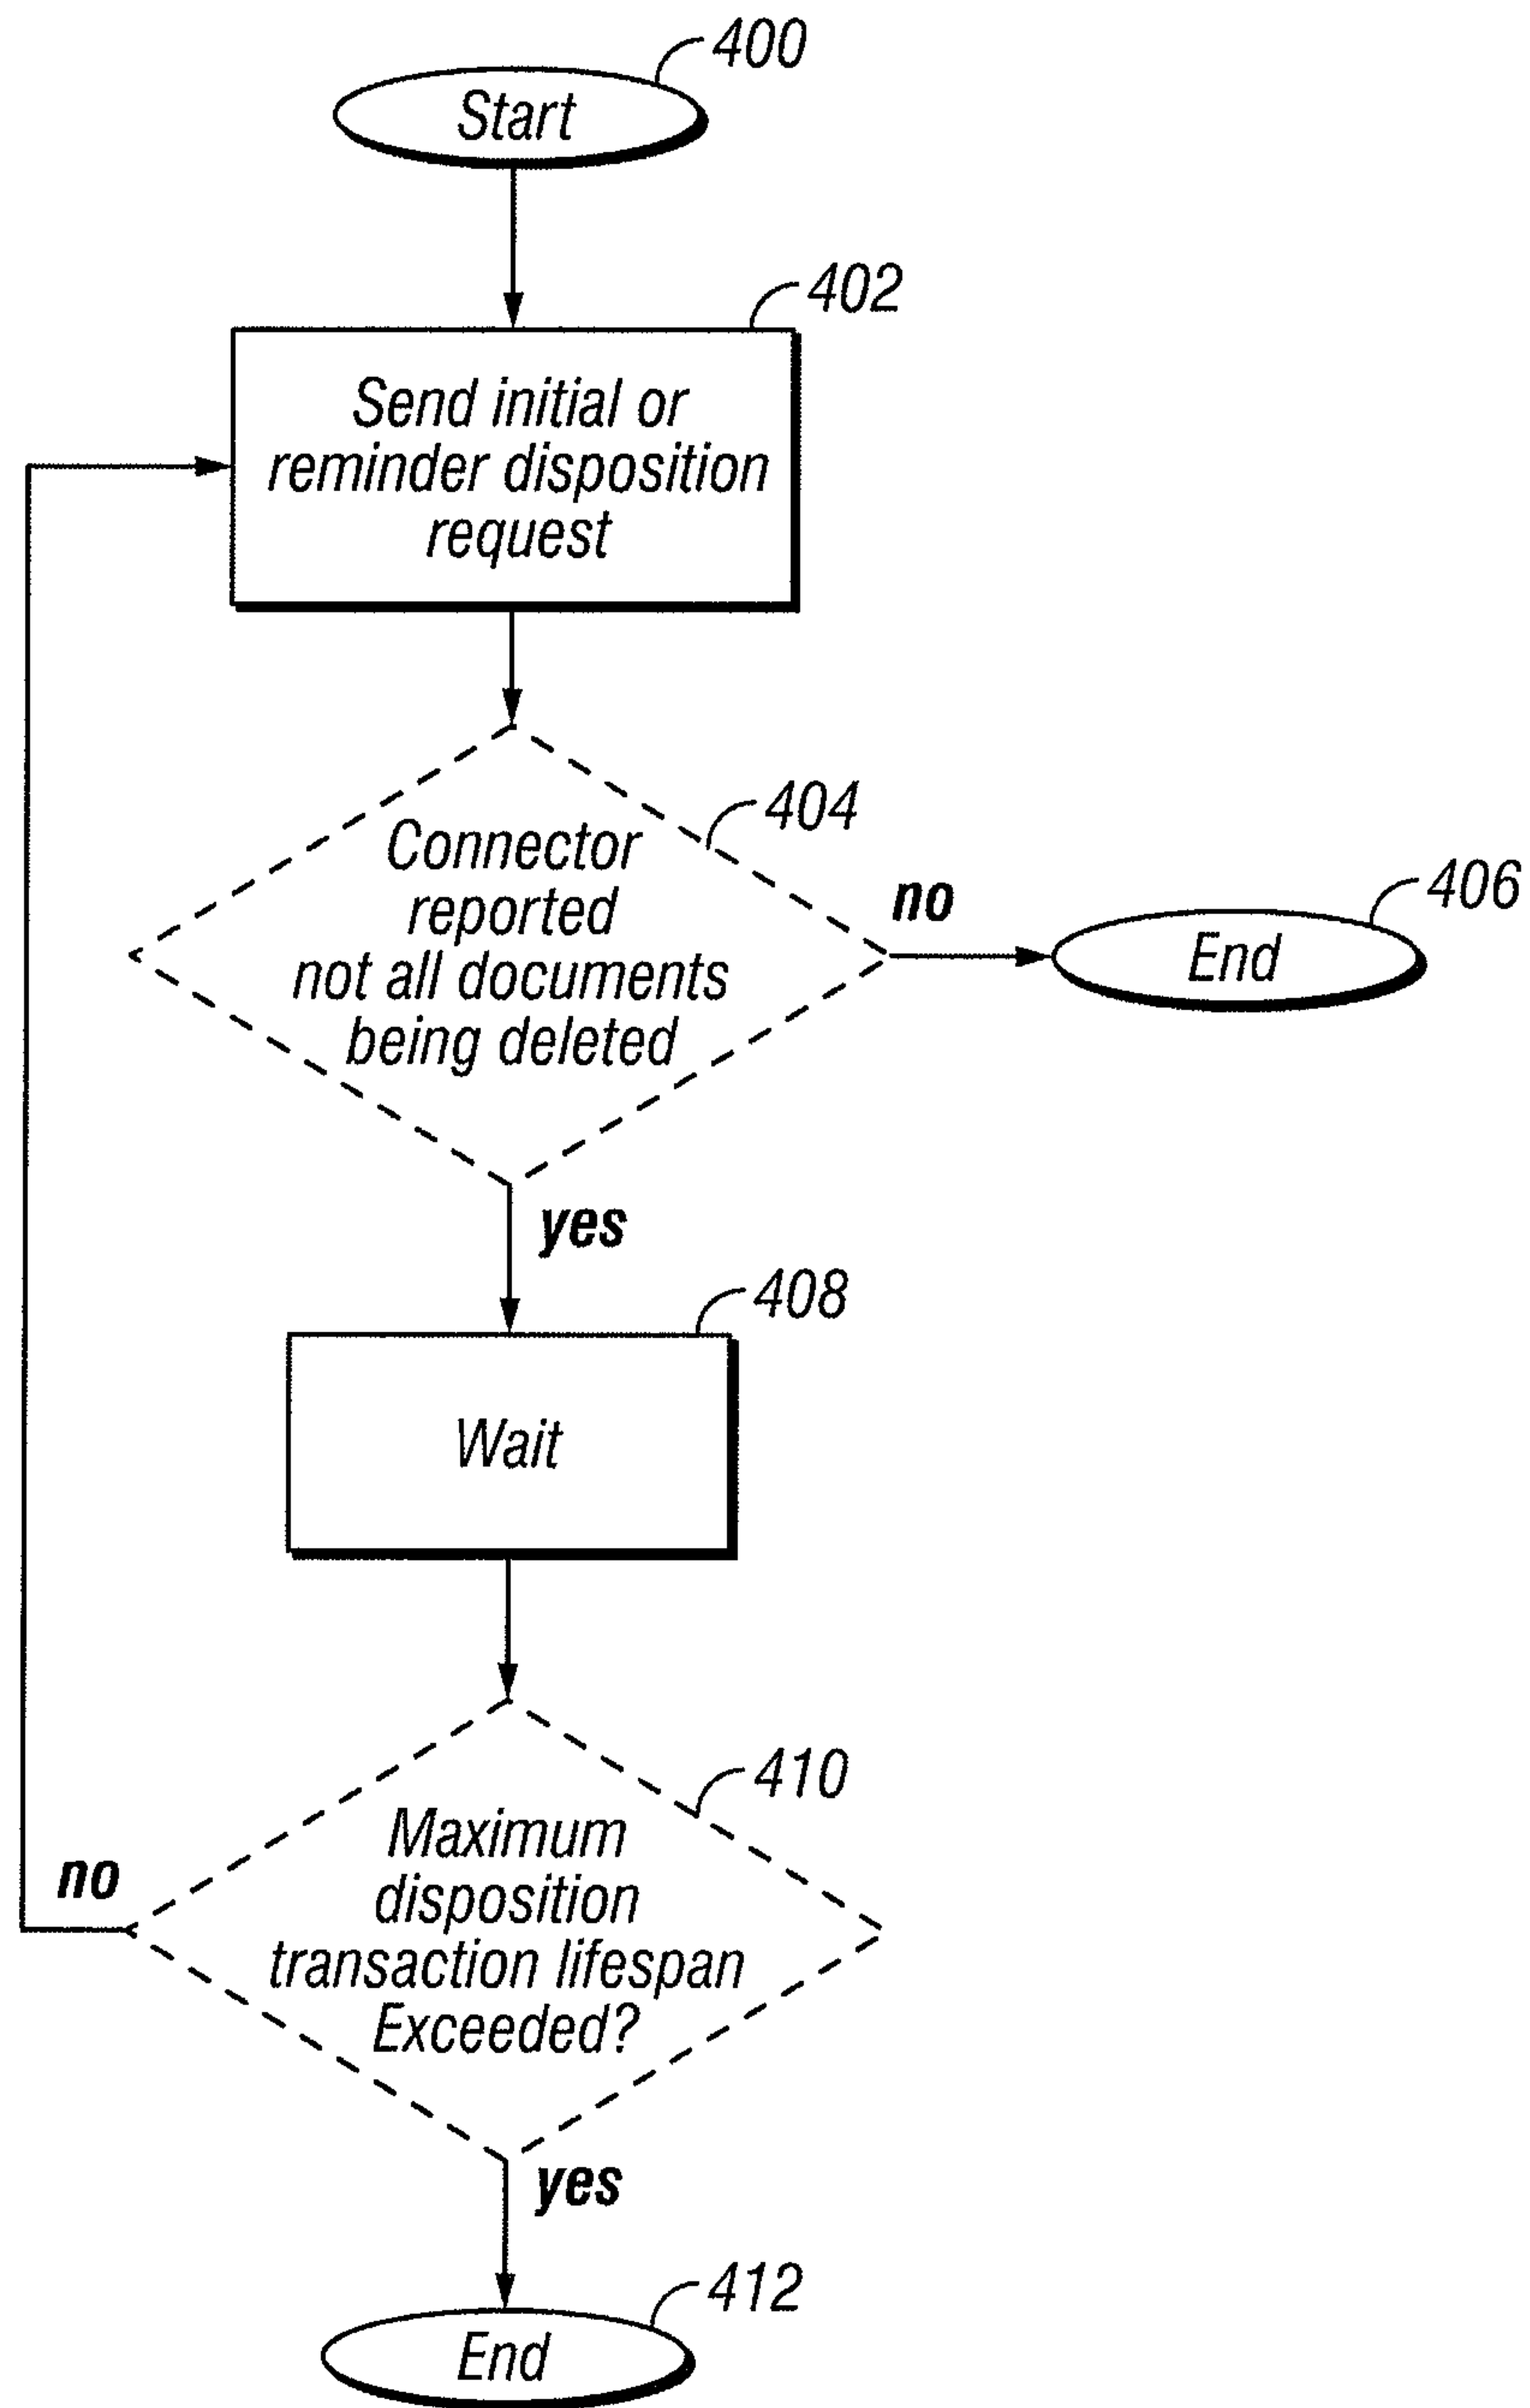 400
Start
402
Send initial or
reminder disposition
request
404
Connector
reported
not all documents
being deleted
no
406
End
yes
408
Wait
410
Maximum
disposition
transaction lifespan
Exceeded?
no
yes
412
End